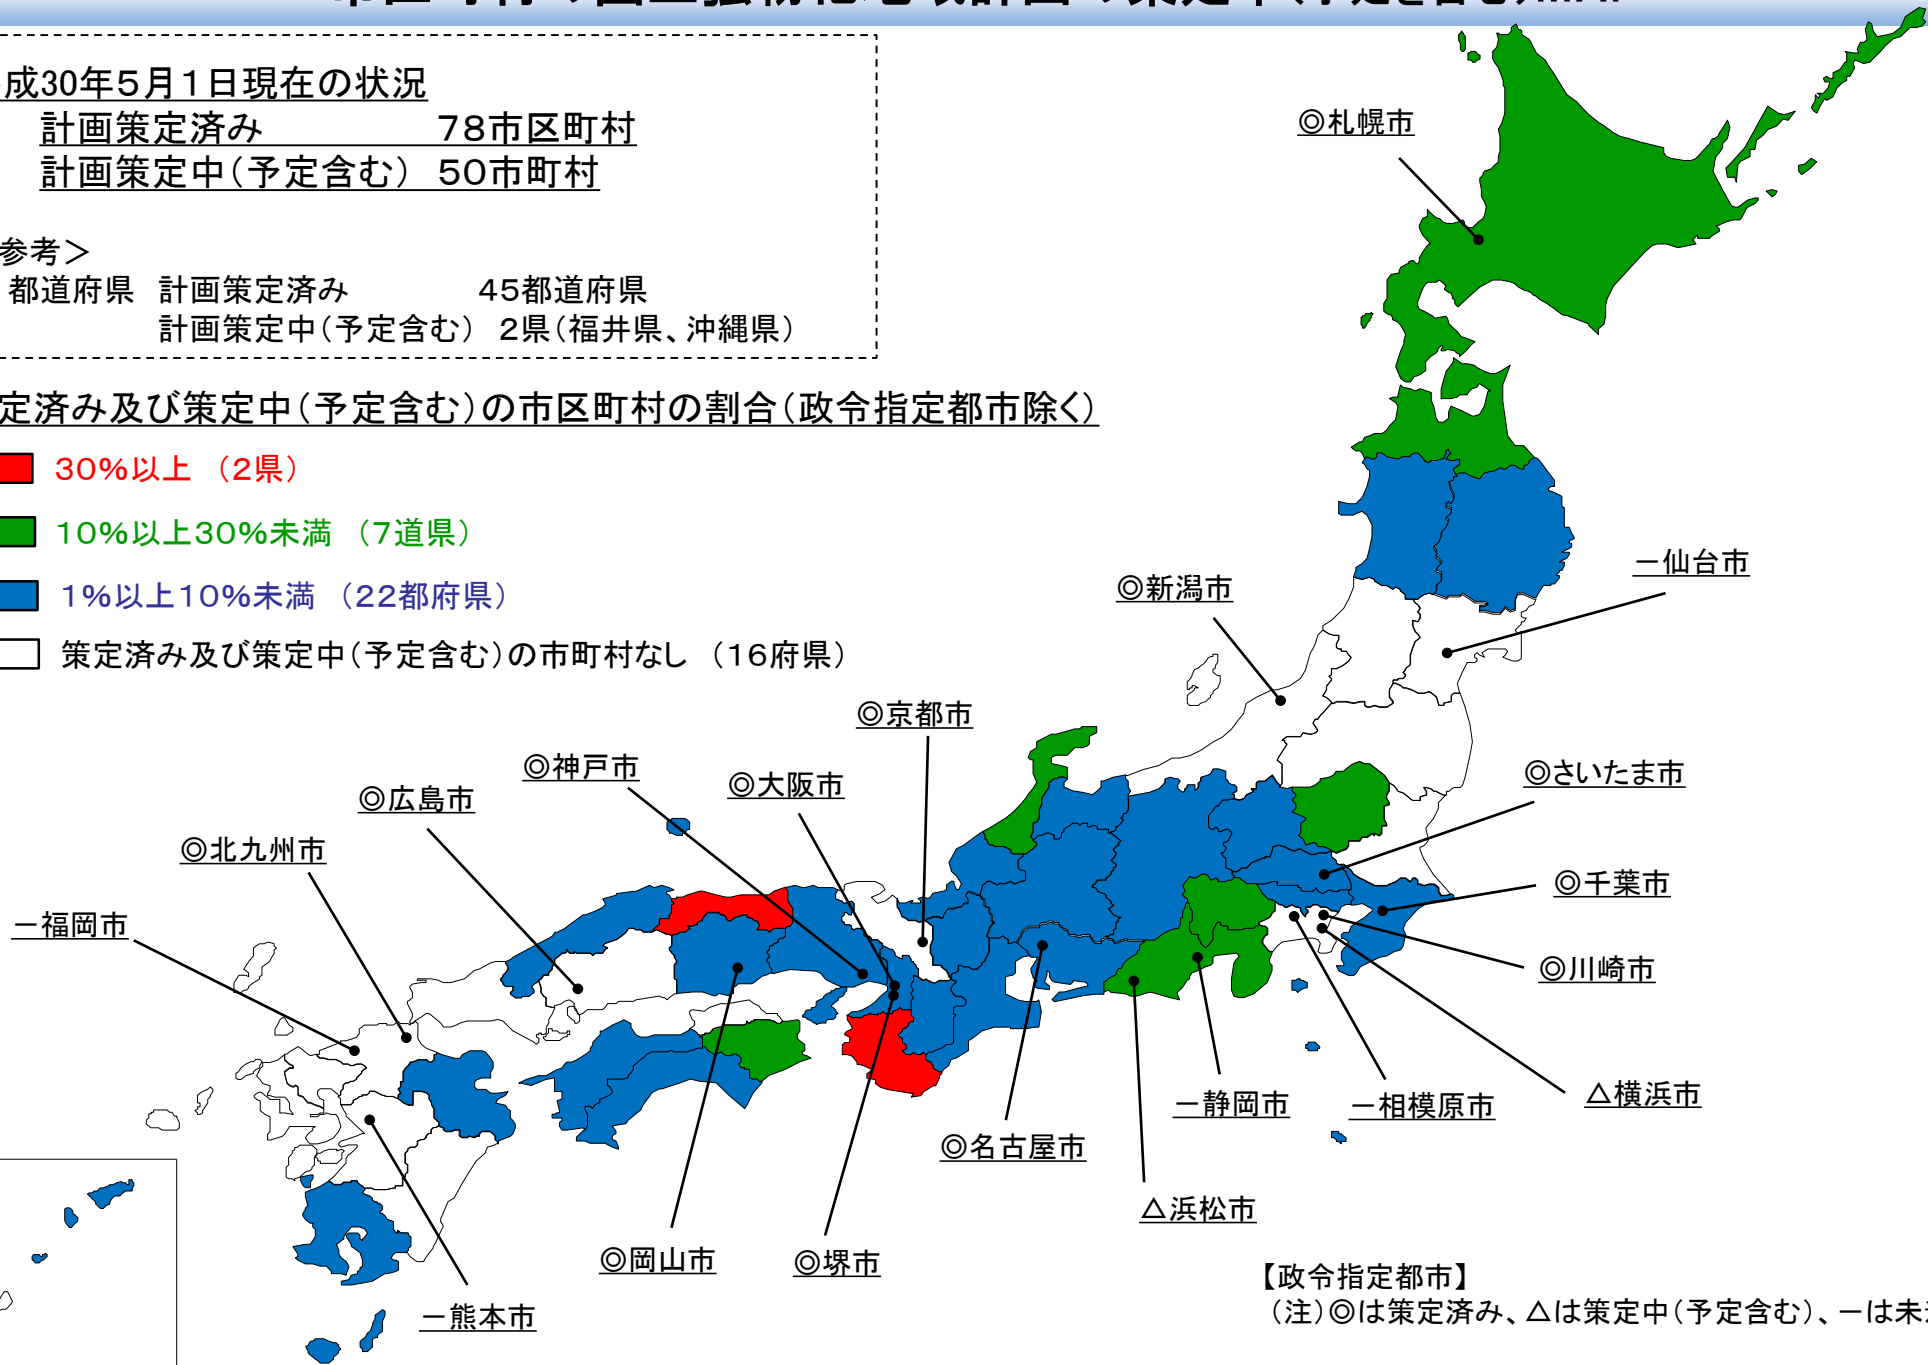 成30年5月1日現在の状況
計画策定済み 78市区町村
計画策定中(予定含む) 50市町村
参考＞
都道府県 計画策定済み 45都道府県
計画策定中(予定含む) 2県(福井県、沖縄県)
定済み及び策定中(予定含む)の市区町村の割合(政令指定都市除く)
30%以上 (2県)
10%以上30%未満 (7道県)
1%以上10%未満 (22都府県)
策定済み及び策定中(予定含む)の市町村なし (16府県)
◎札幌市
－仙台市
◎新潟市
◎京都市
◎神戸市
◎大阪市
◎さいたま市
◎広島市
◎北九州市
◎千葉市
－福岡市
◎川崎市
－静岡市
－相模原市
△横浜市
◎名古屋市
△浜松市
◎岡山市
◎堺市
－熊本市
【政令指定都市】
(注)◎は策定済み、△は策定中(予定含む)、－は未